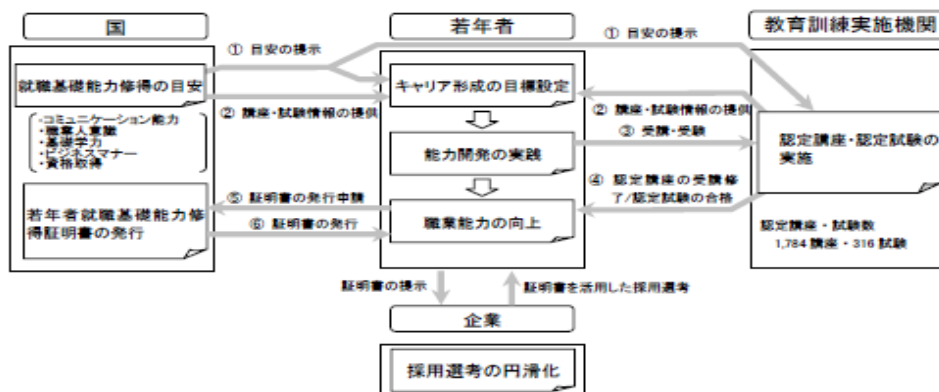 国
若年者
教育訓練実施機関
① 目安の提示
① 目安の提示
就職基礎能力修得の目安
キャリア形成の目標設定
② 講座・試験情報の提供
② 講座・試験情報の提供
・コミュニケーション能力
・職業人意識
・基礎学力
・ビジネスマナー
・資格取得
③ 受講・受験
能力開発の実践
認定講座・認定試験の
実施
④ 認定講座の受講修
了/認定試験の合格
⑤ 証明書の発行申請
若年者就職基礎能力修
得証明書の発行
⑥ 証明書の発行
職業能力の向上
認定講座・試験数
1,784 講座・316 試験
証明書の提示
証明書を活用した採用選考
企業
採用選考の円滑化